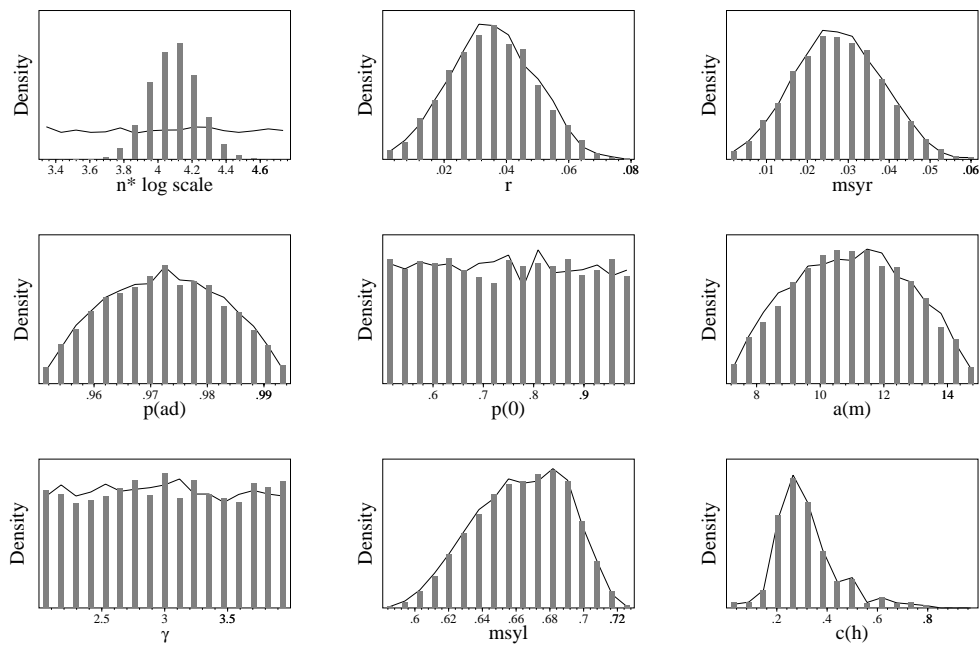 Density
3.4 3.6 3.8 4 4.2 4.4 4.6
n* log scale
Density
.02 .04 .06 .08
r
Density
.01 .02 .03 .04 .05 .06
msyr
Density
.96 .97 .98 .99
p(ad)
Density
.6 .7 .8 .9
p(0)
Density
8 10 12 14
a(m)
Density
2.5 3 3.5
γ
Density
.6 .62 .64 .66 .68 .7 .72
msyl
Density
.2 .4 .6 .8
c(h)